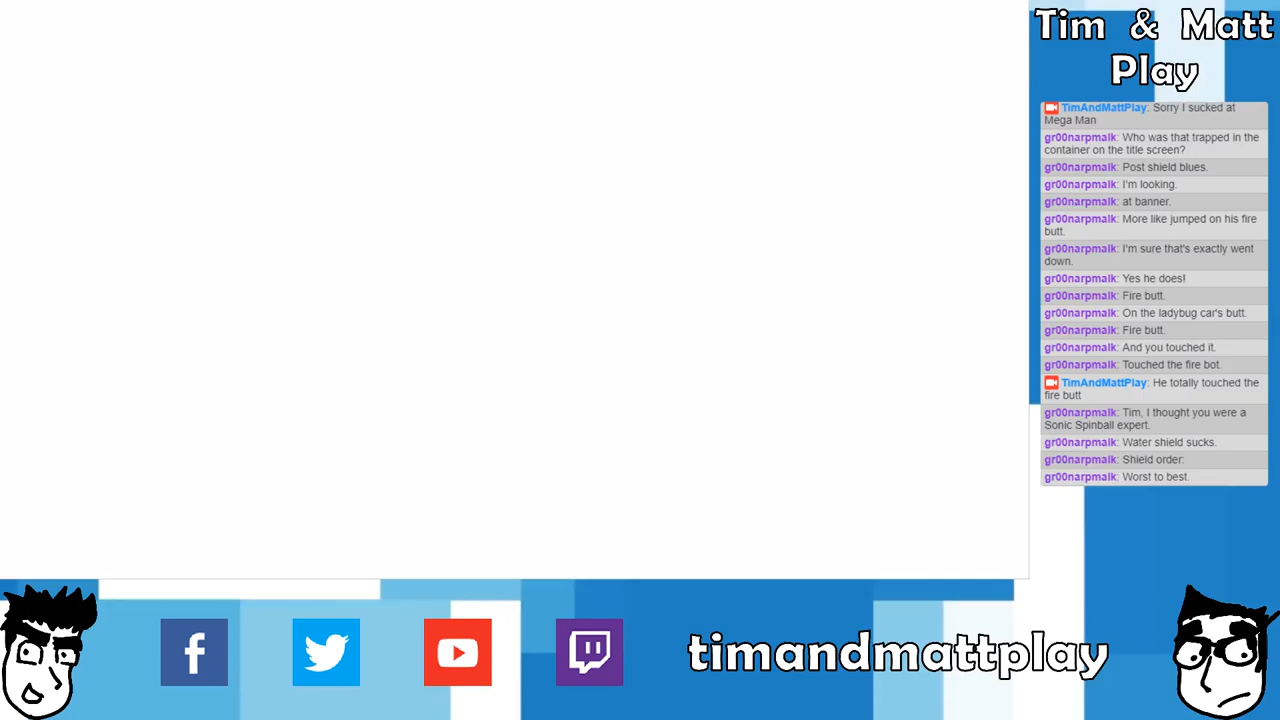 Tim & Matt
Play
TimAndMattPlay: Sorry I sucked at
Mega Man
gr00narpmalk: Who was that trapped in the
container on the title screen?
gr00narpmalk: Post shield blues.
gr00narpmalk: I'm looking.
gr00narpmalk: at banner.
gr00narpmalk: More like jumped on his fire
butt.
gr00narpmalk: I'm sure that's exactly went
down.
gr00narpmalk: Yes he does!
gr00narpmalk: Fire butt.
gr00narpmalk: On the ladybug car's butt.
gr00narpmalk: Fire butt.
gr00narpmalk: And you touched it.
gr00narpmalk: Touched the fire bot.
TimAndMattPlay: He totally touched the
fire butt
gr00narpmalk: Tim, I thought you were a
Sonic Spinball expert.
gr00narpmalk: Water shield sucks.
gr00narpmalk: Shield order:
gr00narpmalk: Worst to best.
timandmattplay